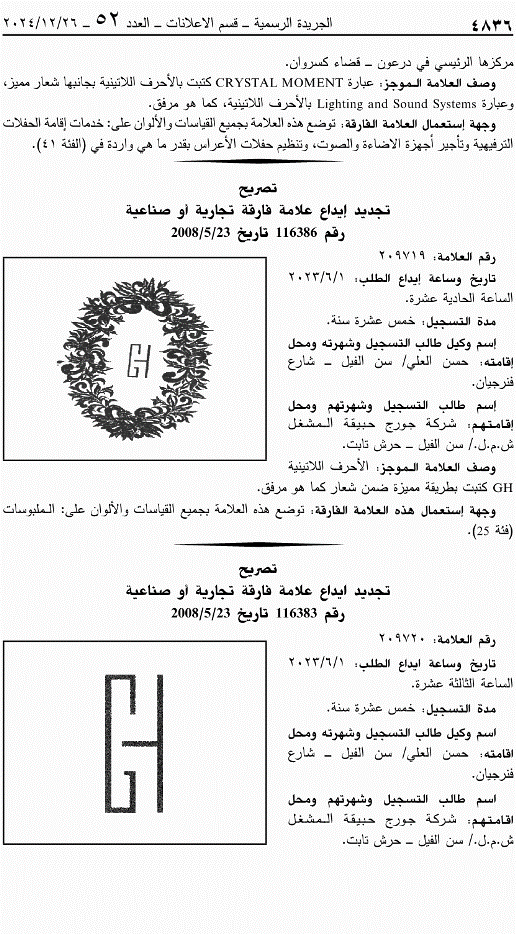 ٤٨٣٦ الجريدة الرسمية – قسم الاعلانات – العدد ٥٢ – ٢٠٢٤/١٢/٢٦
مركزها الرئيسي في درعون – قضاء كسروان.
وصف العلامة الموجز: عبارة CRYSTAL MOMENT كتبت بالأحرف اللاتينية بجانبها شعار مميز،
وعبارة Lighting and Sound Systems بالأحرف اللاتينية، كما هو مرفق.
وجهة إستعمال العلامة الفارقة: توضع هذه العلامة بجميع القياسات والألوان على: خدمات إقامة الحفلات
الترفيهية وتأجير أجهزة الاضاءة والصوت، وتنظيم حفلات الأعراس بقدر ما هي واردة في (الفئة ٤١).
تصريح
تجديد إيداع علامة فارقة تجارية أو صناعية
رقم 116386 تاريخ 2008/5/23
رقم العلامة: ٢٠٩٧١٩
تاريخ وساعة إيداع الطلب: ٢٠٢٣/٦/١
الساعة الحادية عشرة.
مدة التسجيل: خمس عشرة سنة.
إسم وكيل طالب التسجيل وشهرته ومحل
إقامته: حسن العلي/ سن الفيل – شارع
فنرجيان.
إسم طالب التسجيل وشهرتهم ومحل
إقامتهم: شركة جورج حبيقة الـمشغل
ش.م.ل./ سن الفيل – حرش تابت.
وصف العلامة الموجز: الأحرف اللاتينية
GH كتبت بطريقة مميزة ضمن شعار كما هو مرفق.
GH
وجهة إستعمال هذه العلامة الفارقة: توضع هذه العلامة بجميع القياسات والألوان على: الـملبوسات
(فئة 25).
تصريح
تجديد ايداع علامة فارقة تجارية أو صناعية
رقم 116383 تاريخ 2008/5/23
رقم العلامة: ٢٠٩٧٢٠
تاريخ وساعة ايداع الطلب: ٢٠٢٣/٦/١
الساعة الثالثة عشرة.
مدة التسجيل: خمس عشرة سنة.
اسم وكيل طالب التسجيل وشهرته ومحل
اقامته: حسن العلي/ سن الفيل – شارع
فنرجيان.
اسم طالب التسجيل وشهرتهم ومحل
اقامتهم: شركة جورج حبيقة الـمشغل
ش.م.ل./ سن الفيل – حرش تابت.
GH